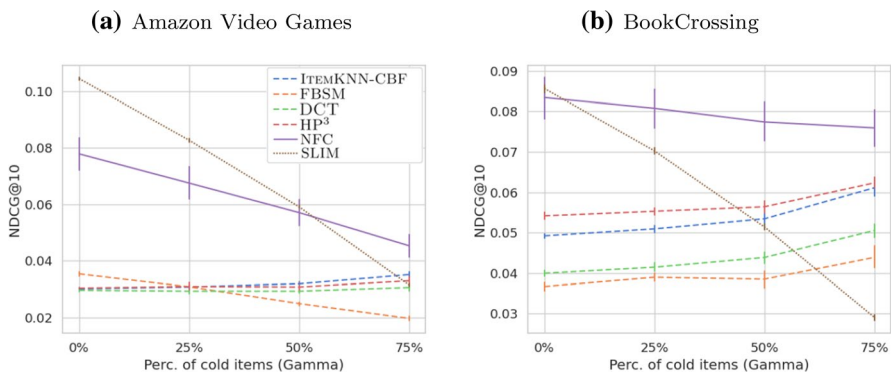 (a) Amazon Video Games
NDCG@10
0.10
0.08
0.06
0.04
0.02
0%
25%
50%
75%
Perc. of cold items (Gamma)
ITEMKNN-CBF
FBSM
DCT
HP³
NFC
SLIM
(b) BookCrossing
NDCG@10
0.09
0.08
0.07
0.06
0.05
0.04
0.03
0%
25%
50%
75%
Perc. of cold items (Gamma)